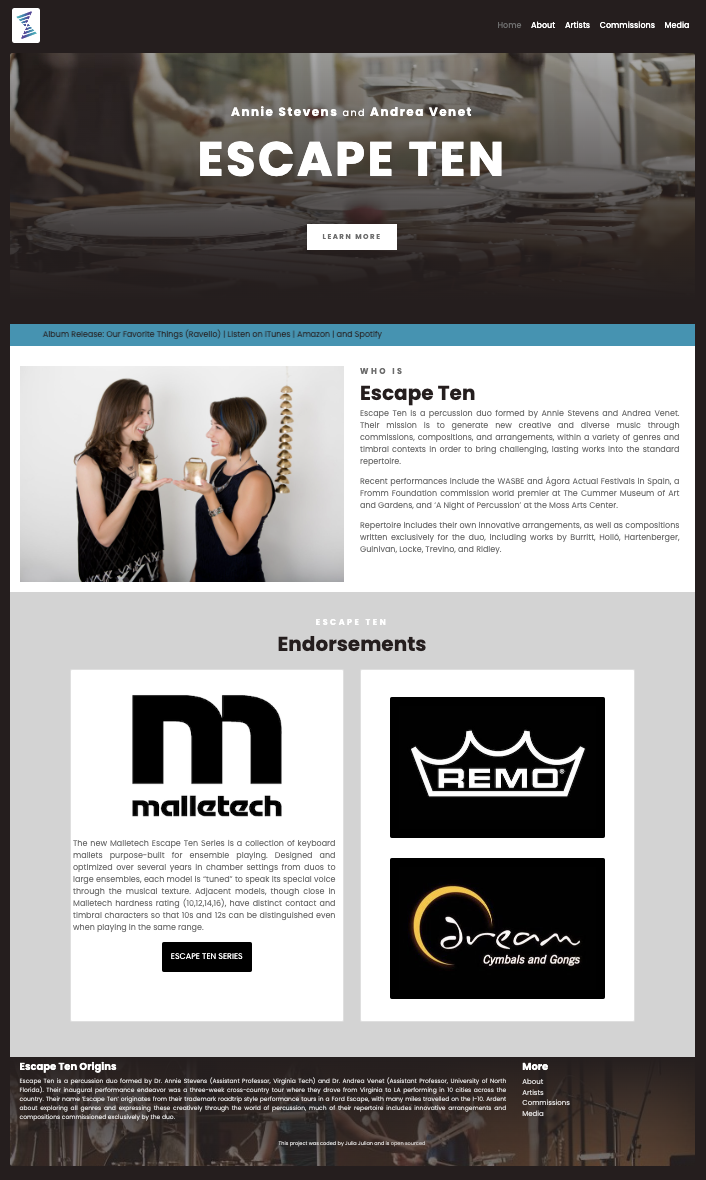 Home About Artists Commissions Media
Annie Stevens and Andrea Venet
ESCAPE TEN
LEARN MORE
Album Release: Our Favorite Things (Ravello) | Listen on iTunes | Amazon | and Spotify
WHO IS
Escape Ten
Escape Ten is a percussion duo formed by Annie Stevens and Andrea Venet.
Their mission is to generate new creative and diverse music through
commissions, compositions, and arrangements, within a variety of genres and
timbral contexts in order to bring challenging, lasting works into the standard
repertoire.
Recent performances include the WASBE and Àgora Actual Festivals in Spain, a
Fromm Foundation commission world premier at The Cummer Museum of Art
and Gardens, and 'A Night of Percussion' at the Moss Arts Center.
Repertoire includes their own innovative arrangements, as well as compositions
written exclusively for the duo, including works by Burritt, Holló, Hartenberger,
Guinivan, Locke, Trevino, and Ridley.
ESCAPE TEN
Endorsements
malletech
The new Malletech Escape Ten Series is a collection of keyboard
mallets purpose-built for ensemble playing. Designed and
optimized over several years in chamber settings from duos to
large ensembles, each model is "tuned" to speak its special voice
through the musical texture. Adjacent models, though close in
Malletech hardness rating (10,12,14,16), have distinct contact and
timbral characters so that 10s and 12s can be distinguished even
when playing in the same range.
ESCAPE TEN SERIES
REMO®
dream
Cymbals and Gongs
Escape Ten Origins
Escape Ten is a percussion duo formed by Dr. Annie Stevens (Assistant Professor, Virginia Tech) and Dr. Andrea Venet (Assistant Professor, University of North
Florida). Their inaugural performance endeavor was a three-week cross-country tour where they drove from Virginia to LA performing in 10 cities across the
country. Their name 'Escape Ten' originates from their trademark roadtrip style performance tours in a Ford Escape, with many miles travelled on the I-10. Ardent
about exploring all genres and expressing these creatively through the world of percussion, much of their repertoire includes innovative arrangements and
compositions commissioned exclusively by the duo.
More
About
Artists
Commissions
Media
This project was coded by Julia Julian and is open sourced